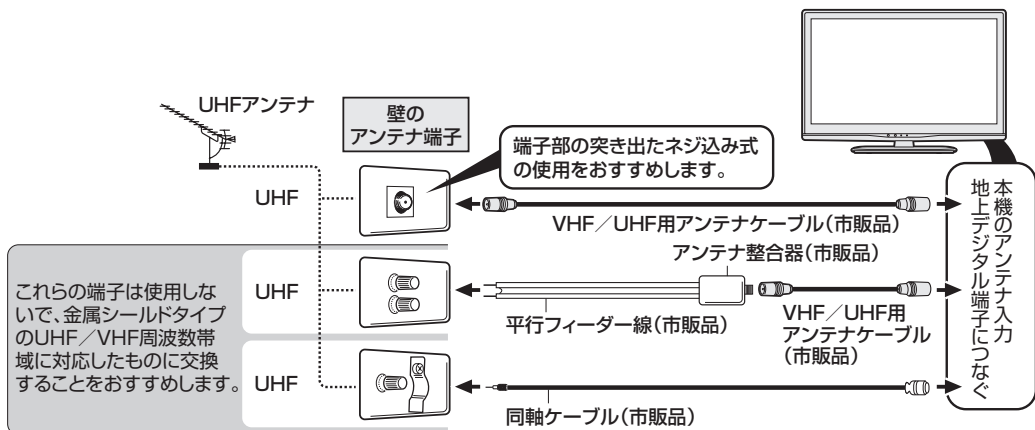 UHFアンテナ
壁の
アンテナ端子
端子部の突き出たネジ込み式
の使用をおすすめします。
UHF
VHF／UHF用アンテナケーブル（市販品）
アンテナ整合器（市販品）
これらの端子は使用しな
いで、金属シールドタイプ
のUHF／VHF周波数帯
域に対応したものに交換
することをおすすめします。
UHF
平行フィーダー線（市販品）
VHF／UHF用
アンテナケーブル
（市販品）
UHF
同軸ケーブル（市販品）
本機のアンテナ入力
地上デジタル端子につなぐ